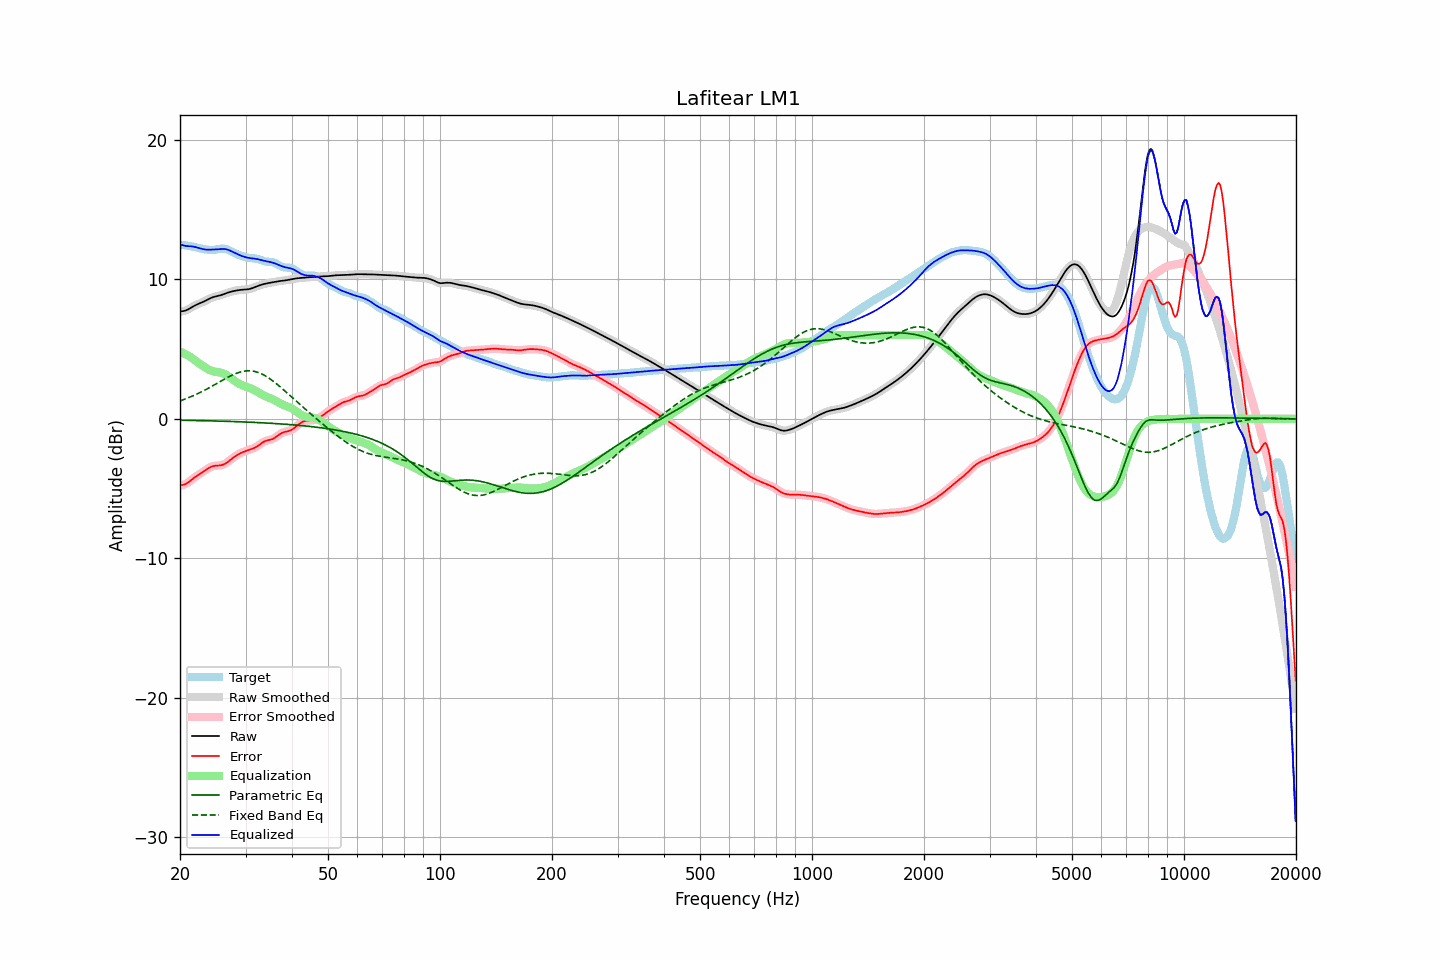 Lafitear LM1
Amplitude (dBr)
20
10
0
−10
−20
−30
Target
Raw Smoothed
Error Smoothed
Raw
Error
Equalization
Parametric Eq
Fixed Band Eq
Equalized
20 50 100 200 500 1000 2000 5000 10000 20000
Frequency (Hz)